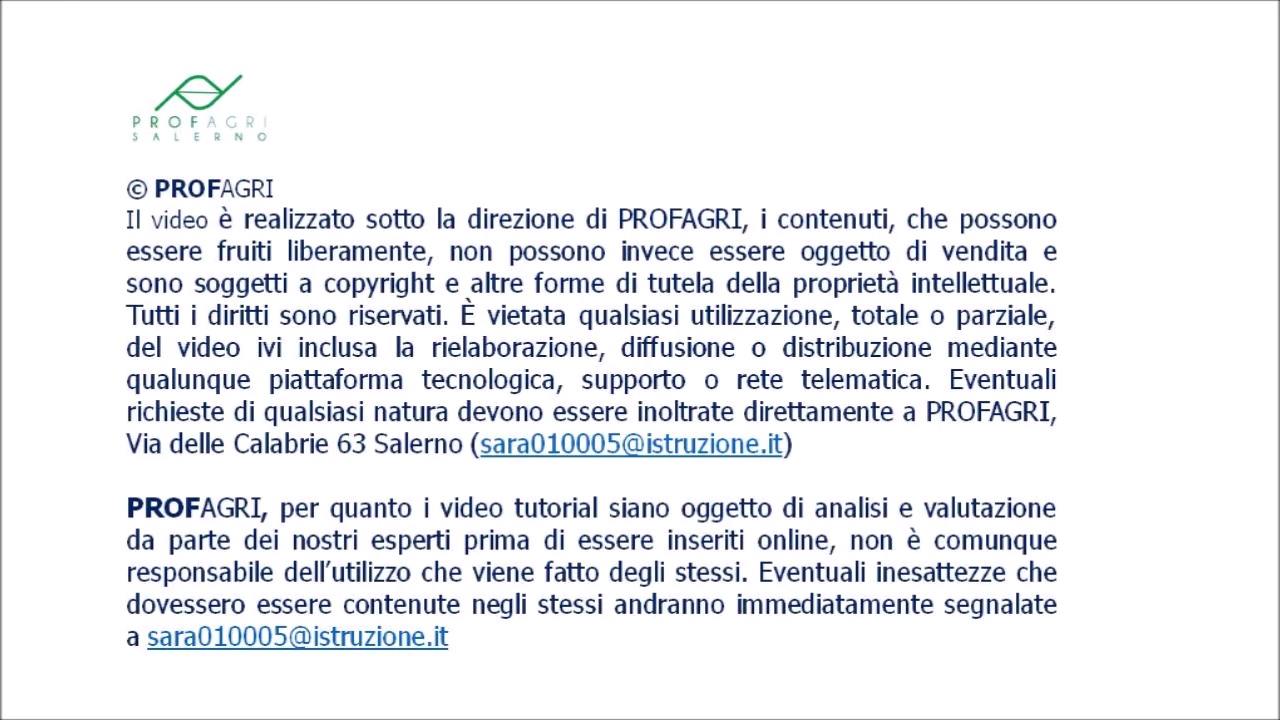 PROFAGRI
SALERNO
© PROFAGRI
Il video è realizzato sotto la direzione di PROFAGRI, i contenuti, che possono
essere fruiti liberamente, non possono invece essere oggetto di vendita e
sono soggetti a copyright e altre forme di tutela della proprietà intellettuale.
Tutti i diritti sono riservati. È vietata qualsiasi utilizzazione, totale o parziale,
del video ivi inclusa la rielaborazione, diffusione o distribuzione mediante
qualunque piattaforma tecnologica, supporto o rete telematica. Eventuali
richieste di qualsiasi natura devono essere inoltrate direttamente a PROFAGRI,
Via delle Calabrie 63 Salerno (sara010005@istruzione.it)
PROFAGRI, per quanto i video tutorial siano oggetto di analisi e valutazione
da parte dei nostri esperti prima di essere inseriti online, non è comunque
responsabile dell’utilizzo che viene fatto degli stessi. Eventuali inesattezze che
dovessero essere contenute negli stessi andranno immediatamente segnalate
a sara010005@istruzione.it